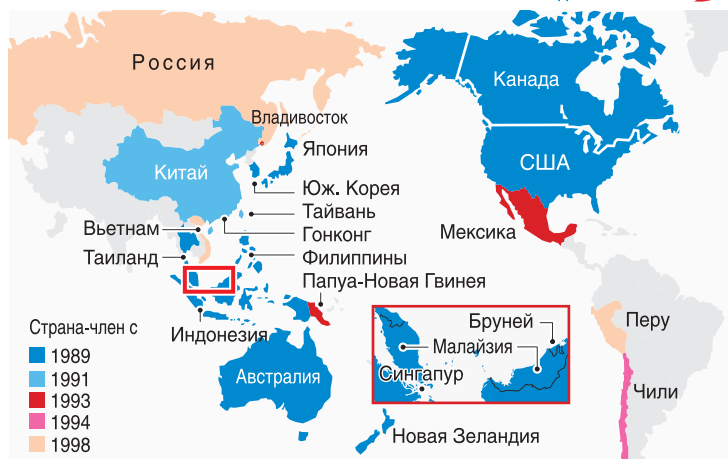 Россия
Канада
Владивосток
Япония
Китай
США
Юж. Корея
Тайвань
Вьетнам
Гонконг
Мексика
Таиланд
Филиппины
Папуа-Новая Гвинея
Индонезия
Бруней
Малайзия
Сингапур
Перу
Чили
Австралия
Новая Зеландия
Страна-член с
1989
1991
1993
1994
1998